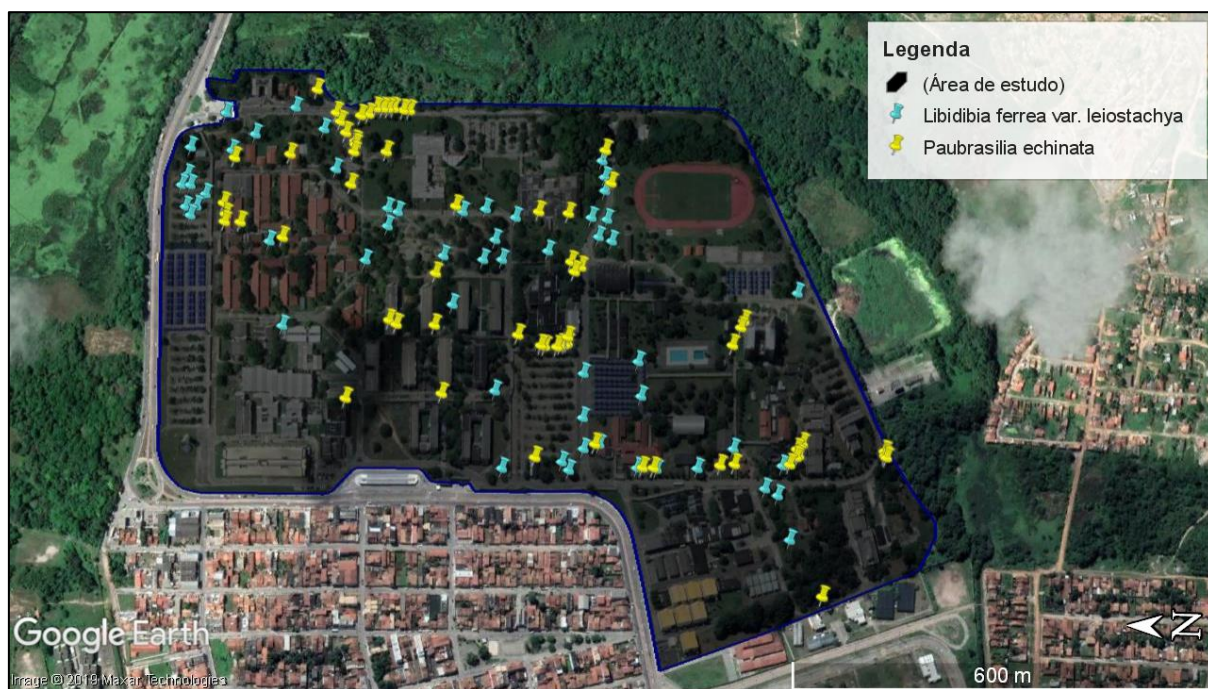 Legenda
(Área de estudo)
Libidibia ferrea var. leiostachya
Paubrasilia echinata
Google Earth
N
Image © 2019 Maxar Technologies
600 m